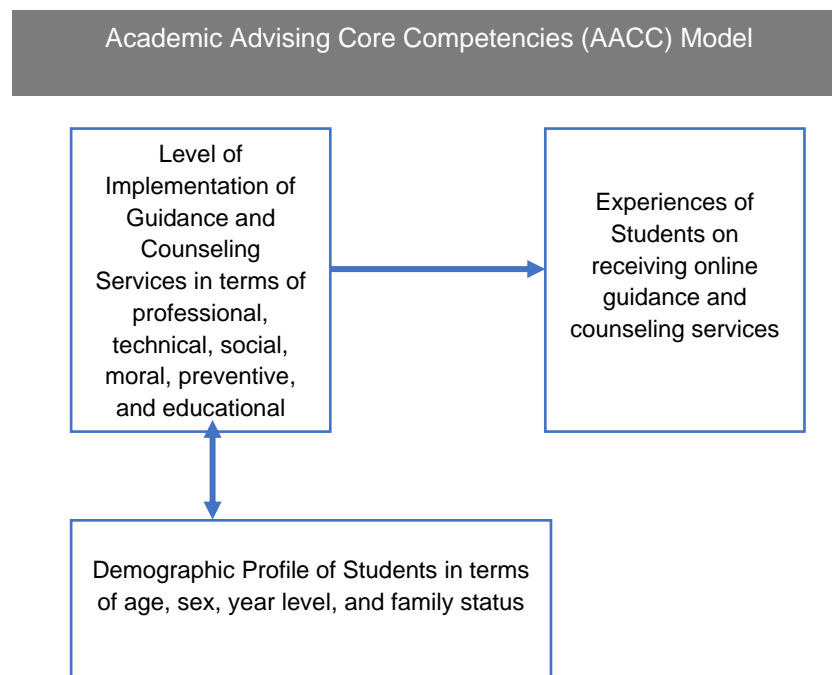 Academic Advising Core Competencies (AACC) Model
Level of
Implementation of
Guidance and
Counseling
Services in terms of
professional,
technical, social,
moral, preventive,
and educational
Experiences of
Students on
receiving online
guidance and
counseling services
Demographic Profile of Students in terms
of age, sex, year level, and family status